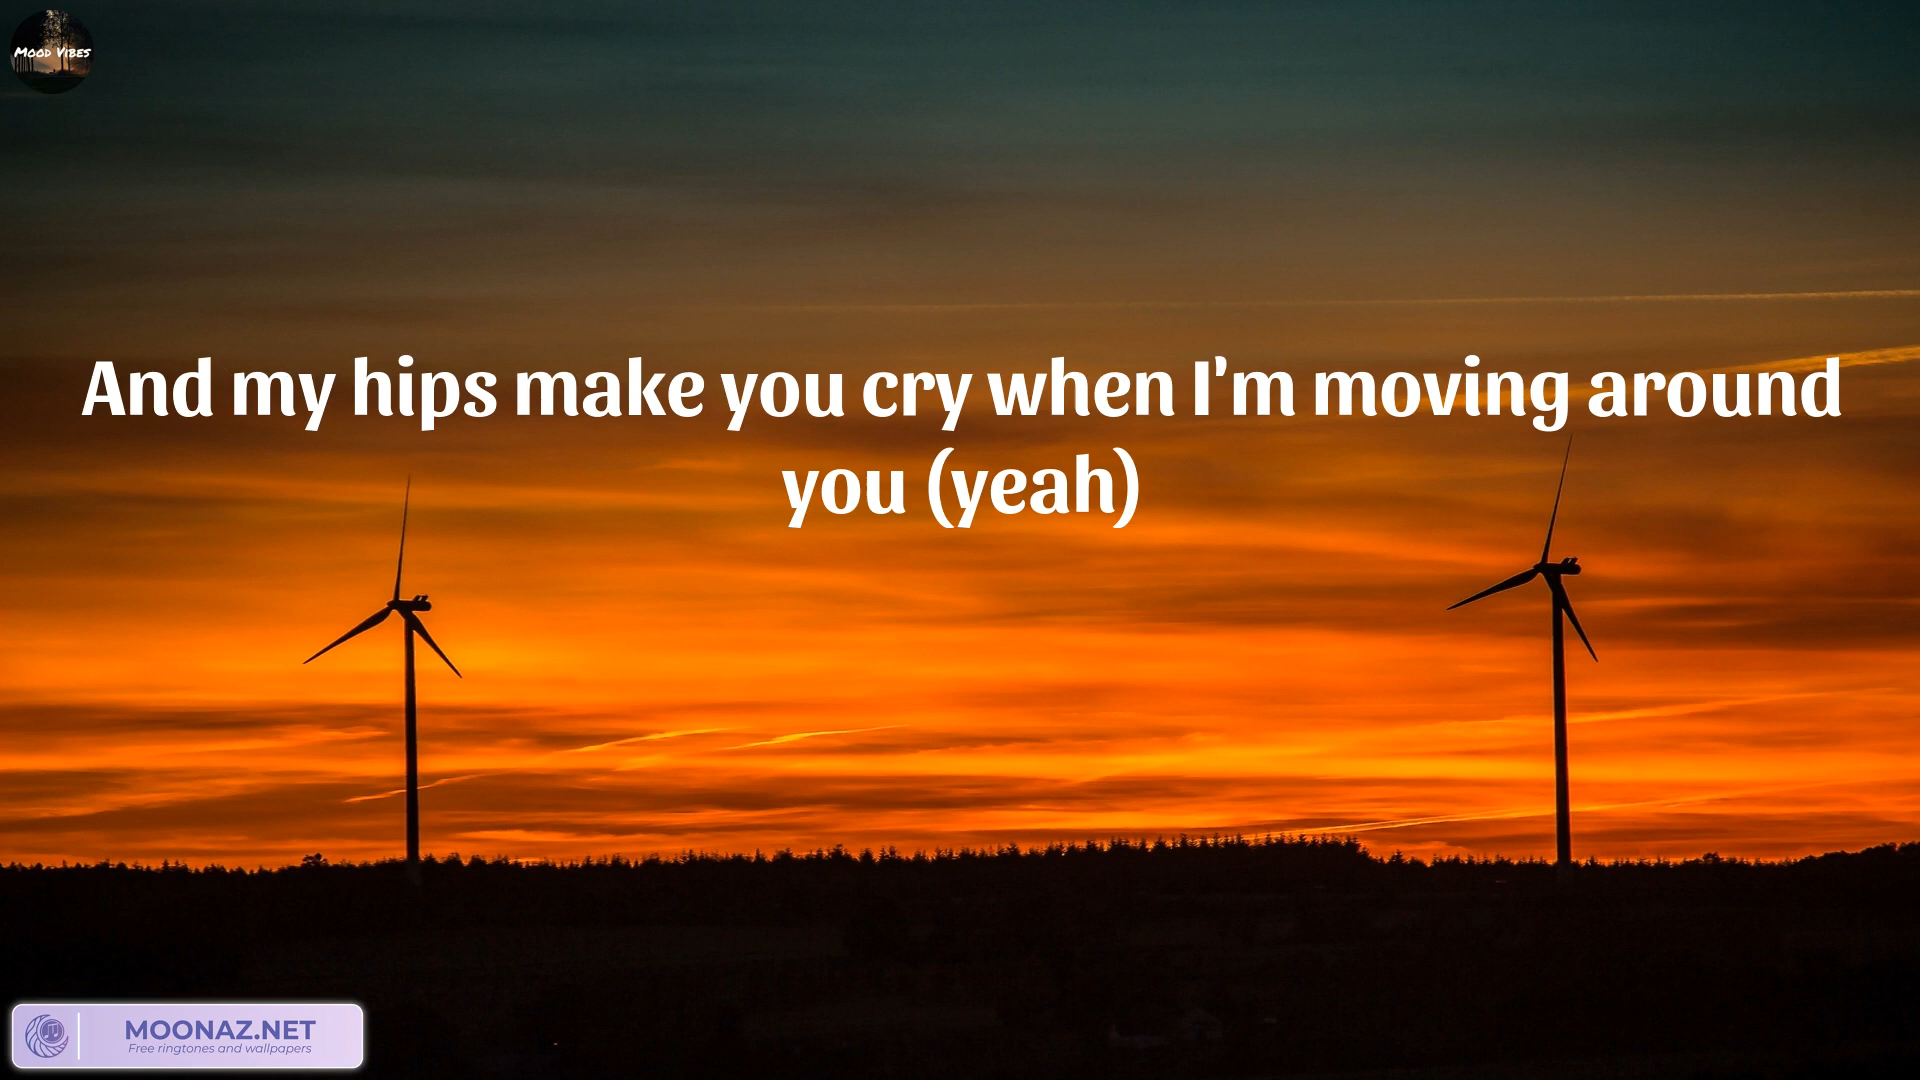 Mood Vibes
And my hips make you cry when I'm moving around
you (yeah)
MOONAZ.NET
Free ringtones and wallpapers